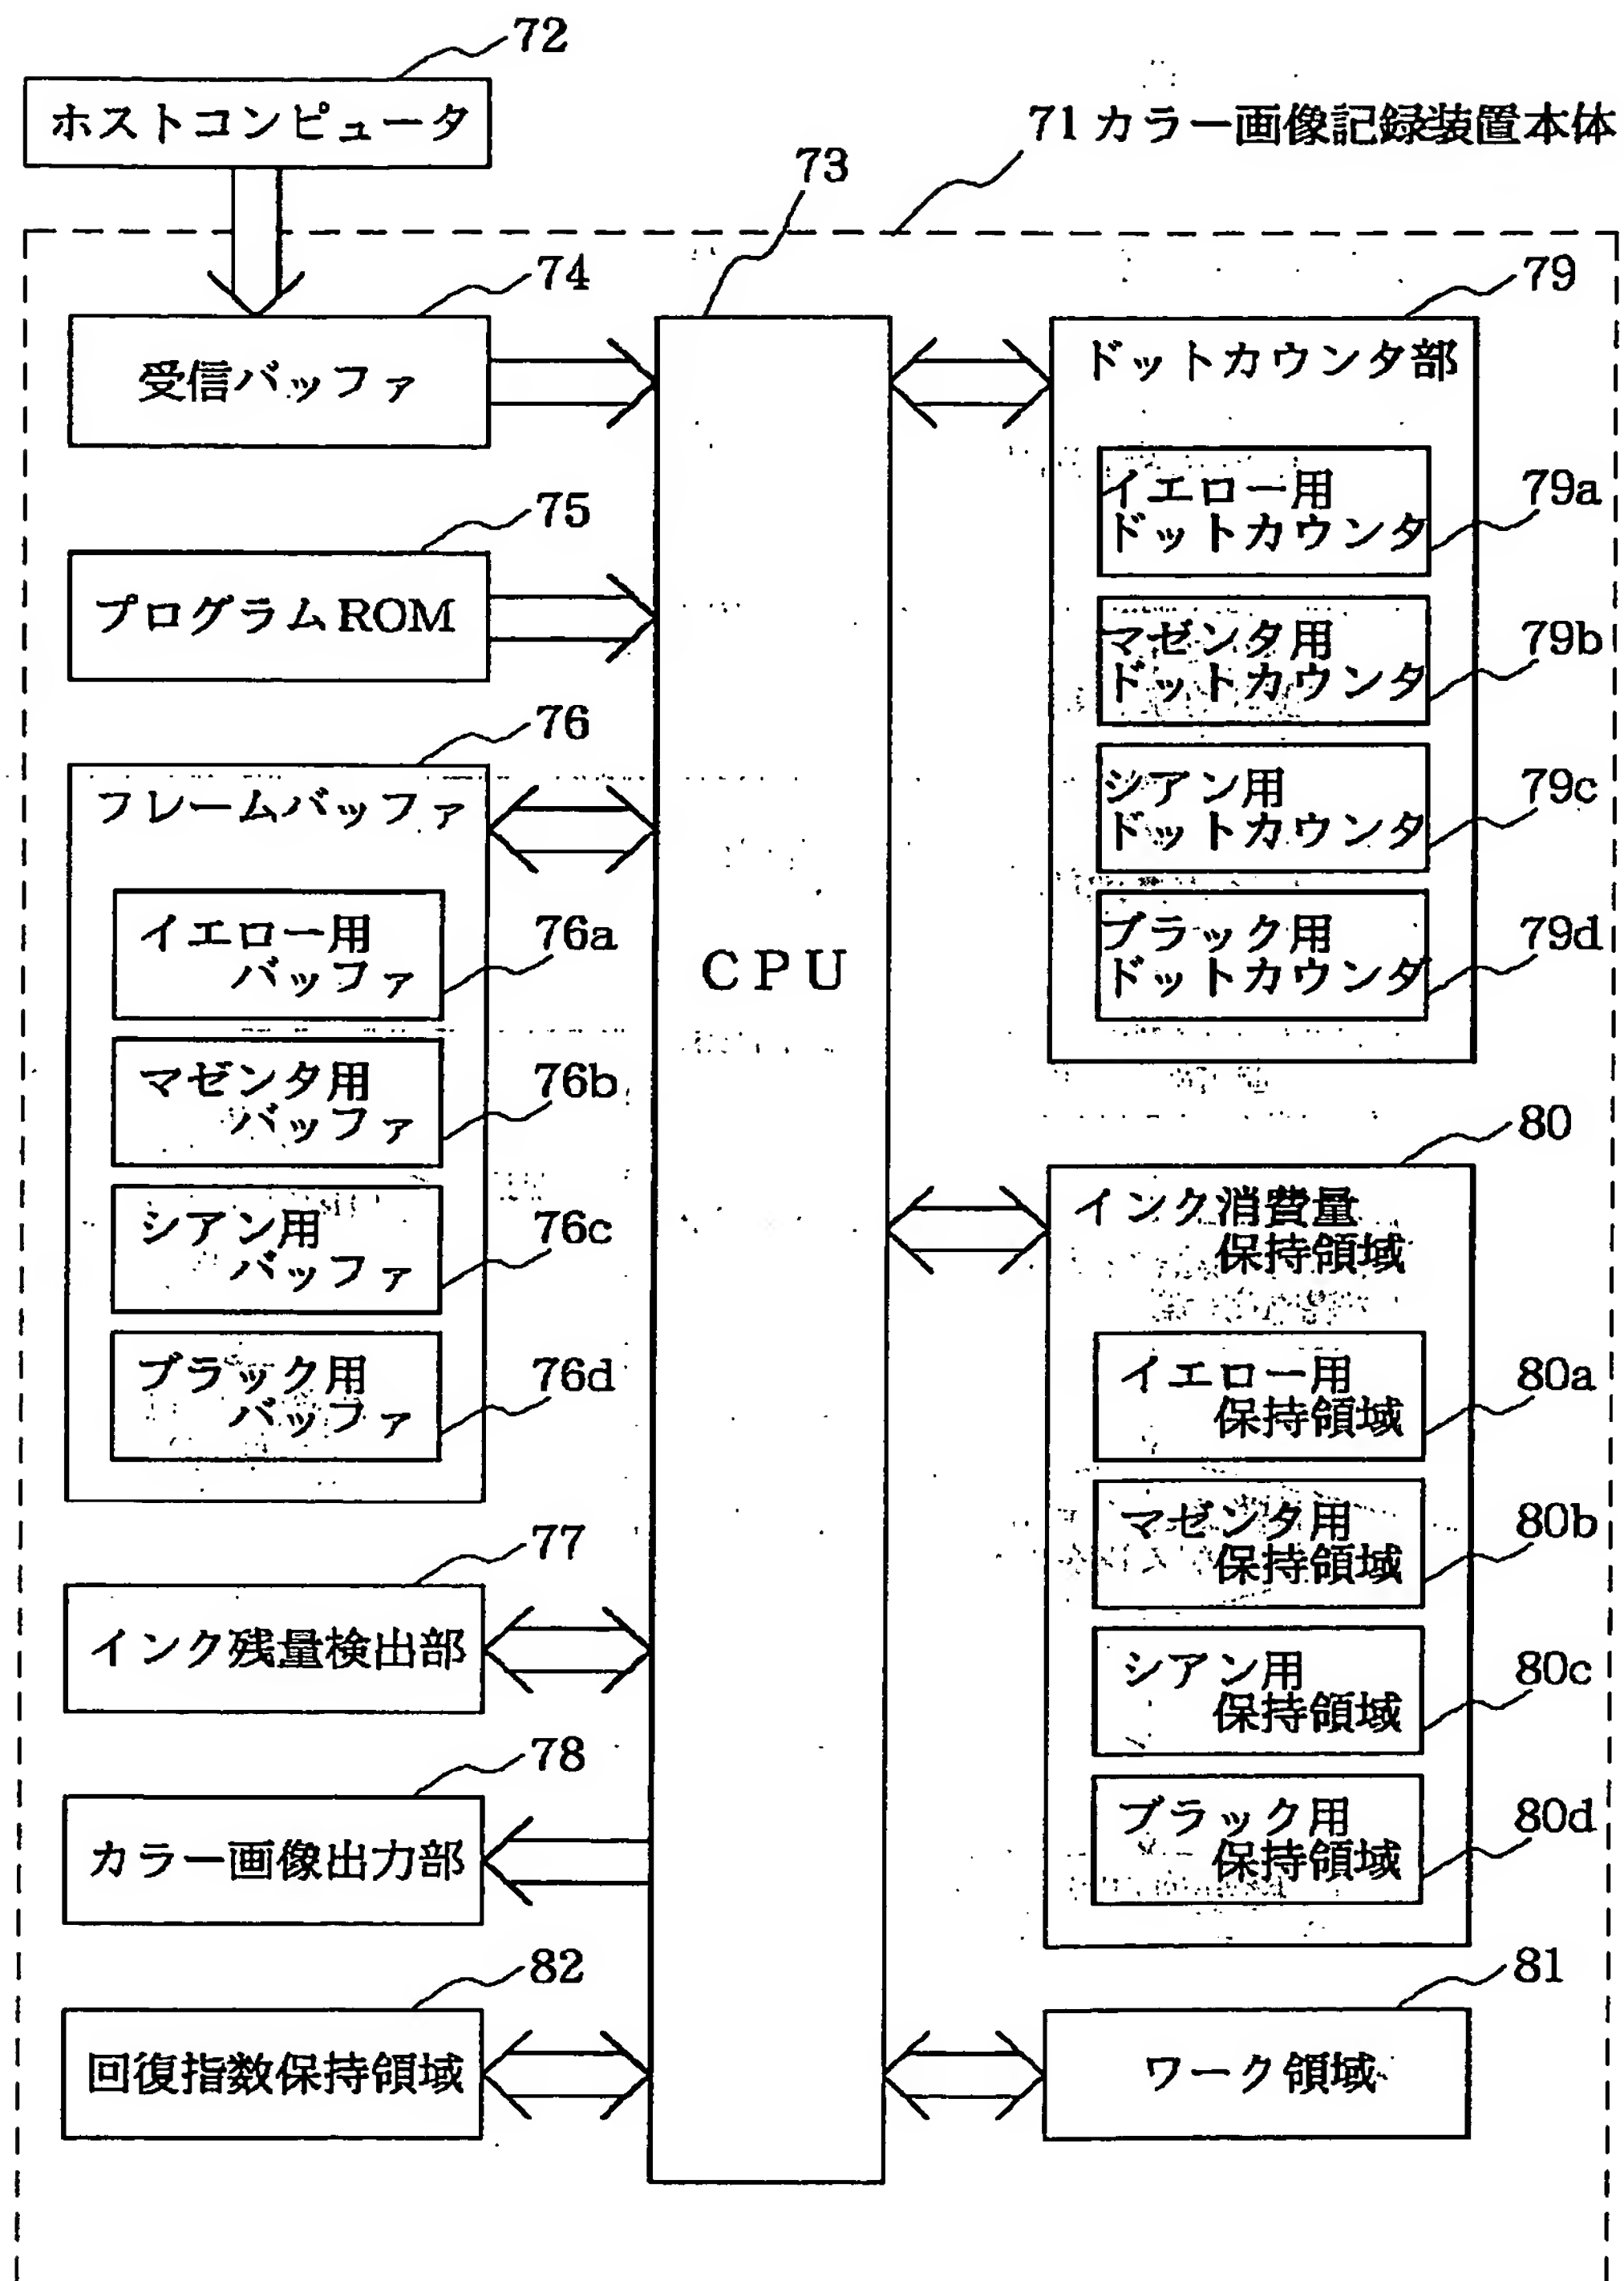 72
ホストコンピュータ
71カラー画像記録装置本体
73
74
受信バッファ
75
プログラムROM
76
フレームバッファ
イエロー用
バッファ
76a
マゼンタ用
バッファ
76b
シアン用
バッファ
76c
ブラック用
バッファ
76d
77
インク残量検出部
78
カラー画像出力部
82
回復指数保持領域
CPU
79
ドットカウンタ部
イエロー用
ドットカウンタ
79a
マゼンタ用
ドットカウンタ
79b
シアン用
ドットカウンタ
79c
ブラック用
ドットカウンタ
79d
80
インク消費量
保持領域
イエロー用
保持領域
80a
マゼンタ用
保持領域
80b
シアン用
保持領域
80c
ブラック用
保持領域
80d
81
ワーク領域